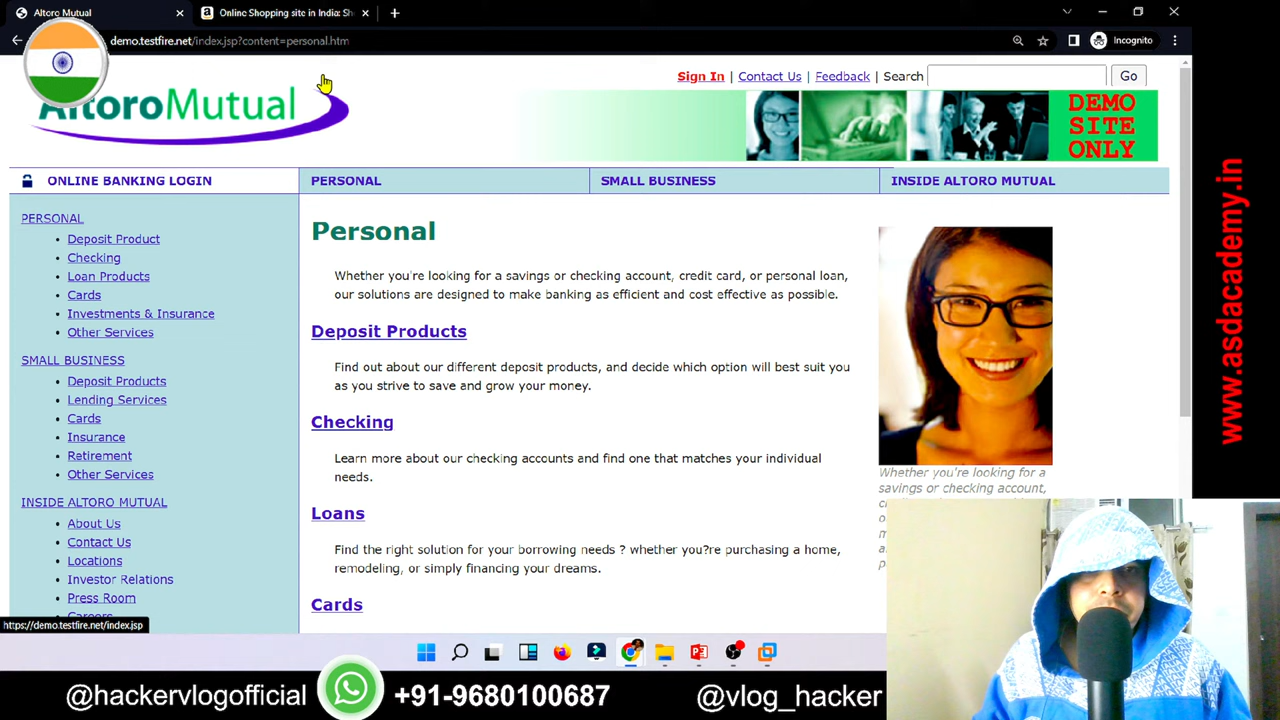 Altoro Mutual
Online Shopping site in India: Sh
demo.testfire.net/index.jsp?content=personal.htm
Incognito
AltoroMutual
Sign In | Contact Us | Feedback | Search
Go
DEMO
SITE
ONLY
ONLINE BANKING LOGIN
PERSONAL
SMALL BUSINESS
INSIDE ALTORO MUTUAL
PERSONAL
• Deposit Product
• Checking
• Loan Products
• Cards
• Investments & Insurance
• Other Services
SMALL BUSINESS
• Deposit Products
• Lending Services
• Cards
• Insurance
• Retirement
• Other Services
INSIDE ALTORO MUTUAL
• About Us
• Contact Us
• Locations
• Investor Relations
• Press Room
• Careers
https://demo.testfire.net/index.jsp
Personal
Whether you're looking for a savings or checking account, credit card, or personal loan,
our solutions are designed to make banking as efficient and cost effective as possible.
Deposit Products
Find out about our different deposit products, and decide which option will best suit you
as you strive to save and grow your money.
Checking
Learn more about our checking accounts and find one that matches your individual
needs.
Loans
Find the right solution for your borrowing needs ? whether you?re purchasing a home,
remodeling, or simply financing your dreams.
Cards
Whether you're looking for a
savings or checking account,
www.asdacademy.in
@hackervlogofficial
+91-9680100687
@vlog_hacker